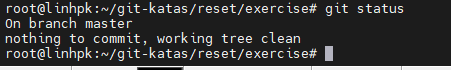 root@linhpk:~/git-katas/reset/exercise# git status
On branch master
nothing to commit, working tree clean
root@linhpk:~/git-katas/reset/exercise#